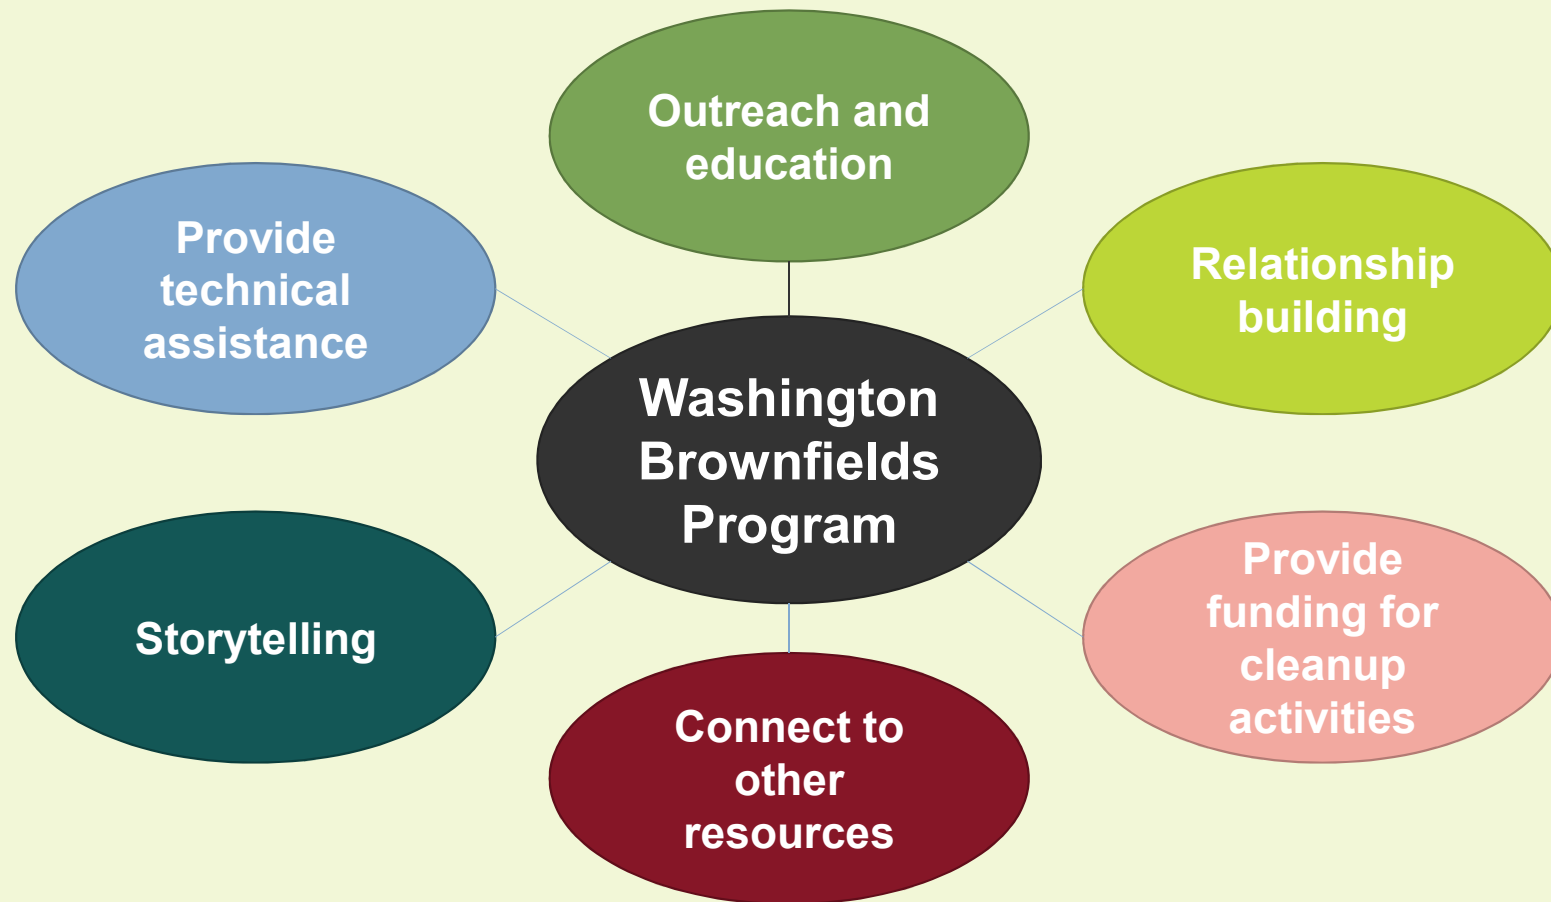 Outreach and
education
Provide
technical
assistance
Relationship
building
Washington
Brownfields
Program
Storytelling
Provide
funding for
cleanup
activities
Connect to
other
resources